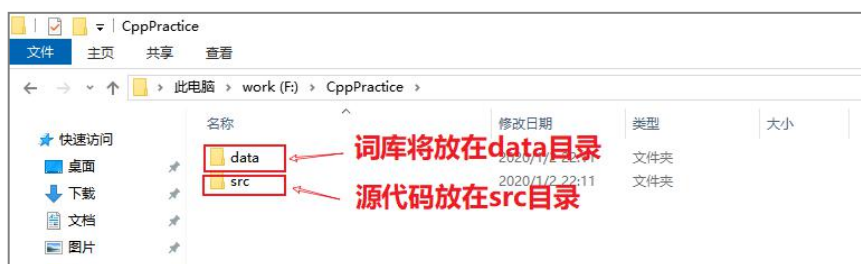 CppPractice
文件 主页 共享 查看
此电脑 › work (F:) › CppPractice ›
名称 修改日期 类型 大小
快速访问
桌面
下载
文档
图片
data 文件夹
src 2020/1/2 22:11 文件夹
词库将放在data目录
源代码放在src目录